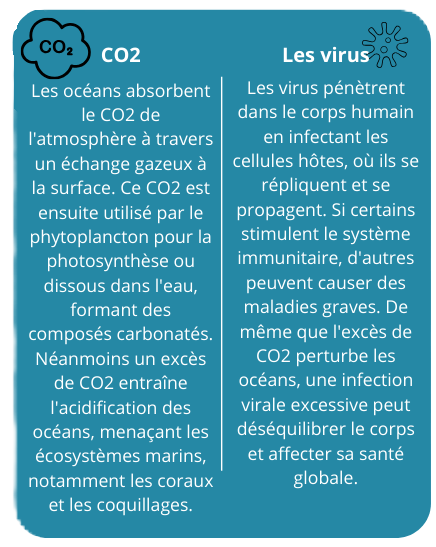 CO₂
CO2
Les océans absorbent
le CO2 de
l'atmosphère à travers
un échange gazeux à
la surface. Ce CO2 est
ensuite utilisé par le
phytoplancton pour la
photosynthèse ou
dissous dans l'eau,
formant des
composés carbonatés.
Néanmoins un excès
de CO2 entraîne
l'acidification des
océans, menaçant les
écosystèmes marins,
notamment les coraux
et les coquillages.
Les virus
Les virus pénètrent
dans le corps humain
en infectant les
cellules hôtes, où ils se
répliquent et se
propagent. Si certains
stimulent le système
immunitaire, d'autres
peuvent causer des
maladies graves. De
même que l'excès de
CO2 perturbe les
océans, une infection
virale excessive peut
déséquilibrer le corps
et affecter sa santé
globale.